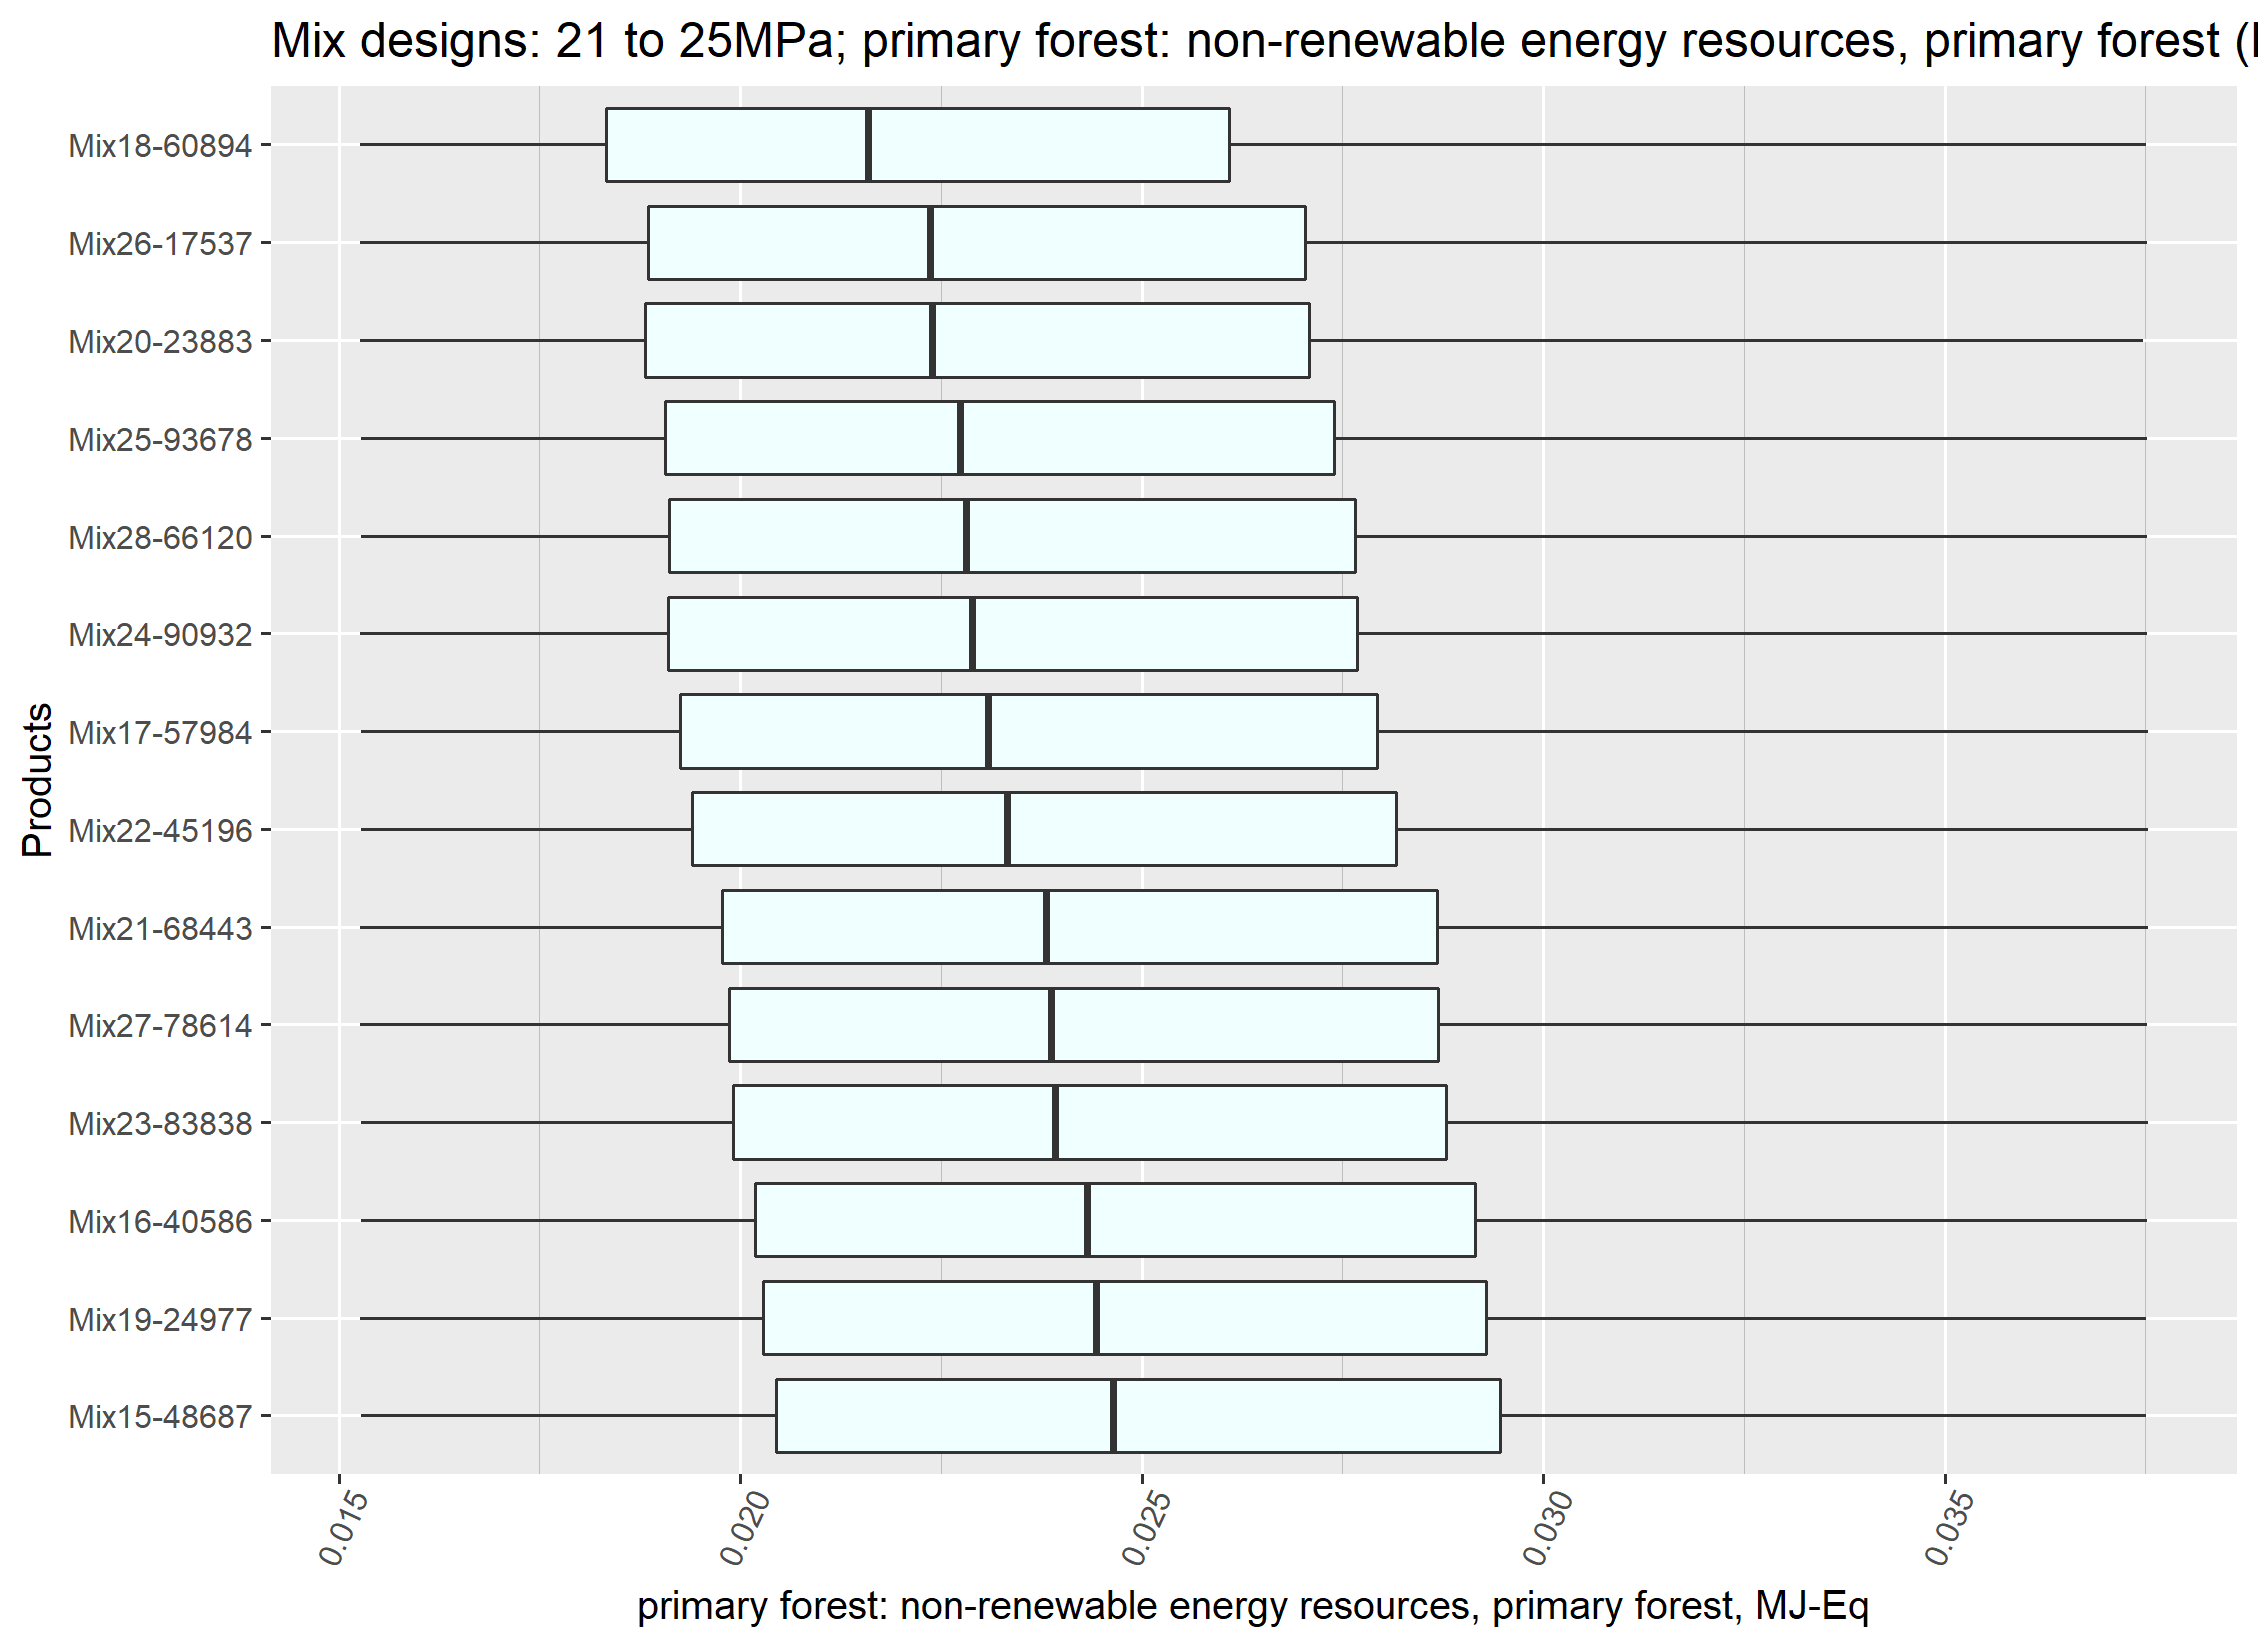 Mix designs: 21 to 25MPa; primary forest: non-renewable energy resources, primary forest (
Products
Mix18-60894
Mix26-17537
Mix20-23883
Mix25-93678
Mix28-66120
Mix24-90932
Mix17-57984
Mix22-45196
Mix21-68443
Mix27-78614
Mix23-83838
Mix16-40586
Mix19-24977
Mix15-48687
0.015 0.020 0.025 0.030 0.035
primary forest: non-renewable energy resources, primary forest, MJ-Eq